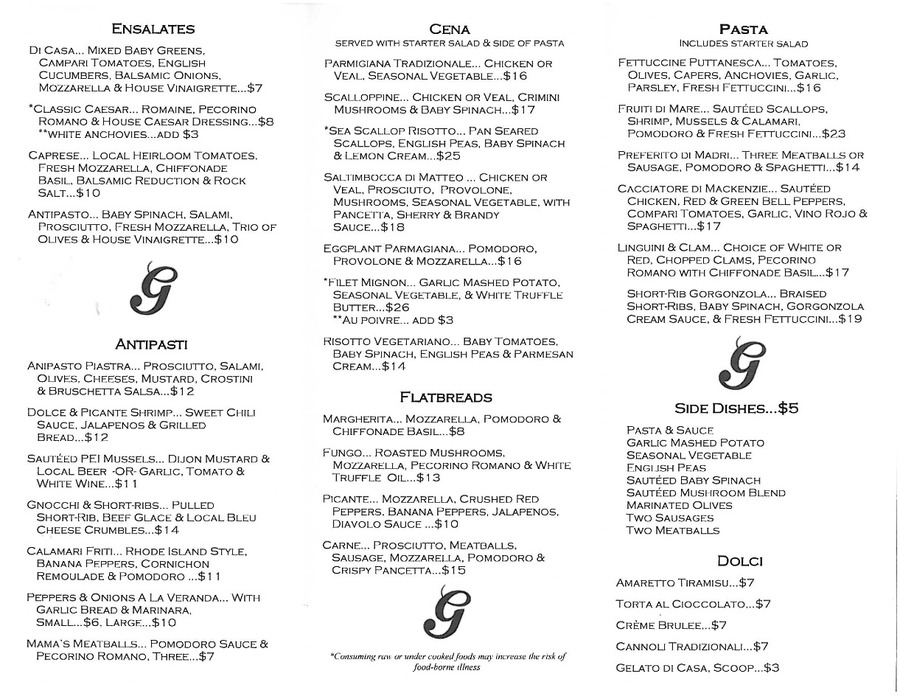 ENSALATES
DI CASA... MIXED BABY GREENS,
CAMPARI TOMATOES, ENGLISH
CUCUMBERS, BALSAMIC ONIONS,
MOZZARELLA & HOUSE VINAIGRETTE...$7
*CLASSIC CAESAR... ROMAINE, PECORINO
ROMANO & HOUSE CAESAR DRESSING...$8
**WHITE ANCHOVIES...ADD $3
CAPRESE... LOCAL HEIRLOOM TOMATOES,
FRESH MOZZARELLA, CHIFFONADE
BASIL, BALSAMIC REDUCTION & ROCK
SALT...$10
ANTIPASTO... BABY SPINACH, SALAMI,
PROSCIUTTO, FRESH MOZZARELLA, TRIO OF
OLIVES & HOUSE VINAIGRETTE...$10
G
ANTIPASTI
ANIPASTO PIASTRA... PROSCIUTTO, SALAMI,
OLIVES, CHEESES, MUSTARD, CROSTINI
& BRUSCHETTA SALSA...$12
DOLCE & PICANTE SHRIMP... SWEET CHILI
SAUCE, JALAPENOS & GRILLED
BREAD...$12
SAUTÉED PEI MUSSELS... DIJON MUSTARD &
LOCAL BEER -OR- GARLIC, TOMATO &
WHITE WINE...$11
GNOCCHI & SHORT-RIBS... PULLED
SHORT-RIB, BEEF GLACE & LOCAL BLEU
CHEESE CRUMBLES...$14
CALAMARI FRITI... RHODE ISLAND STYLE,
BANANA PEPPERS, CORNICHON
REMOULADE & POMODORO ...$11
PEPPERS & ONIONS A LA VERANDA... WITH
GARLIC BREAD & MARINARA,
SMALL...$6, LARGE...$10
MAMA'S MEATBALLS... POMODORO SAUCE &
PECORINO ROMANO, THREE...$7
CENA
SERVED WITH STARTER SALAD & SIDE OF PASTA
PARMIGIANA TRADIZIONALE... CHICKEN OR
VEAL, SEASONAL VEGETABLE...$16
SCALLOPPINE... CHICKEN OR VEAL, CRIMINI
MUSHROOMS & BABY SPINACH...$17
*SEA SCALLOP RISOTTO... PAN SEARED
SCALLOPS, ENGLISH PEAS, BABY SPINACH
& LEMON CREAM...$25
SALTIMBOCCA DI MATTEO ... CHICKEN OR
VEAL, PROSCIUTO, PROVOLONE,
MUSHROOMS, SEASONAL VEGETABLE, WITH
PANCETTA, SHERRY & BRANDY
SAUCE...$18
EGGPLANT PARMAGIANA... POMODORO,
PROVOLONE & MOZZARELLA...$16
*FILET MIGNON... GARLIC MASHED POTATO,
SEASONAL VEGETABLE, & WHITE TRUFFLE
BUTTER...$26
**AU POIVRE... ADD $3
RISOTTO VEGETARIANO... BABY TOMATOES,
BABY SPINACH, ENGLISH PEAS & PARMESAN
CREAM...$14
FLATBREADS
MARGHERITA... MOZZARELLA, POMODORO &
CHIFFONADE BASIL...$8
FUNGO... ROASTED MUSHROOMS,
MOZZARELLA, PECORINO ROMANO & WHITE
TRUFFLE OIL...$13
PICANTE... MOZZARELLA, CRUSHED RED
PEPPERS, BANANA PEPPERS, JALAPENOS,
DIAVOLO SAUCE ...$10
CARNE... PROSCIUTTO, MEATBALLS,
SAUSAGE, MOZZARELLA, POMODORO &
CRISPY PANCETTA...$15
G
*Consuming raw or under cooked foods may increase the risk of
food-borne illness
PASTA
INCLUDES STARTER SALAD
FETTUCCINE PUTTANESCA... TOMATOES,
OLIVES, CAPERS, ANCHOVIES, GARLIC,
PARSLEY, FRESH FETTUCCINI...$16
FRUITI DI MARE... SAUTÉED SCALLOPS,
SHRIMP, MUSSELS & CALAMARI,
POMODORO & FRESH FETTUCCINI...$23
PREFERITO DI MADRI... THREE MEATBALLS OR
SAUSAGE, POMODORO & SPAGHETTI...$14
CACCIATORE DI MACKENZIE... SAUTÉED
CHICKEN, RED & GREEN BELL PEPPERS,
COMPARI TOMATOES, GARLIC, VINO ROJO &
SPAGHETTI...$17
LINGUINI & CLAM... CHOICE OF WHITE OR
RED, CHOPPED CLAMS, PECORINO
ROMANO WITH CHIFFONADE BASIL...$17
SHORT-RIB GORGONZOLA... BRAISED
SHORT-RIBS, BABY SPINACH, GORGONZOLA
CREAM SAUCE, & FRESH FETTUCCINI...$19
G
SIDE DISHES...$5
PASTA & SAUCE
GARLIC MASHED POTATO
SEASONAL VEGETABLE
ENGLISH PEAS
SAUTÉED BABY SPINACH
SAUTÉED MUSHROOM BLEND
MARINATED OLIVES
TWO SAUSAGES
TWO MEATBALLS
DOLCI
AMARETTO TIRAMISU...$7
TORTA AL CIOCCOLATO...$7
CRÈME BRULEE...$7
CANNOLI TRADIZIONALI...$7
GELATO DI CASA, SCOOP...$3